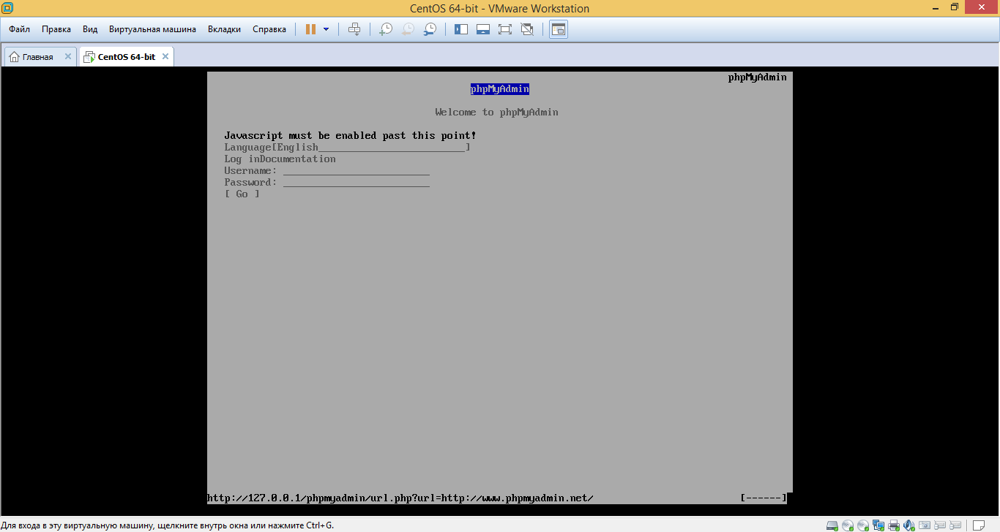 CentOS 64-bit - VMware Workstation
Файл Правка Вид Виртуальная машина Вкладки Справка
Главная CentOS 64-bit
phpMyAdmin
phpMyAdmin
Welcome to phpMyAdmin
Javascript must be enabled past this point!
Language[English_________________________]
Log inDocumentation
Username: _________________________
Password: _________________________
[ Go ]
http://127.0.0.1/phpmyadmin/url.php?url=http://www.phpmyadmin.net/ [------]
Для входа в эту виртуальную машину, щелкните внутрь окна или нажмите Ctrl+G.